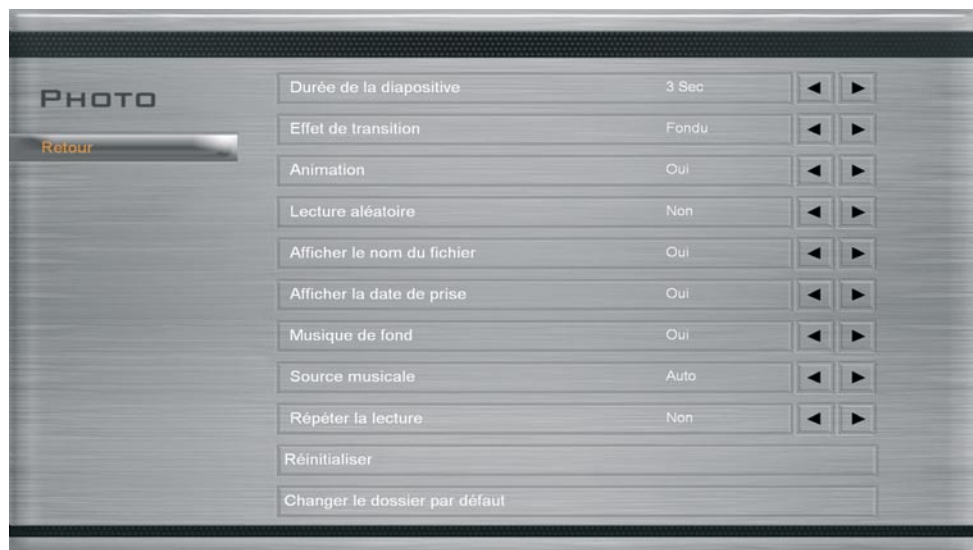 PHOTO
Retour
Durée de la diapositive 3 Sec
Effet de transition Fondu
Animation Oui
Lecture aléatoire Non
Afficher le nom du fichier Oui
Afficher la date de prise Oui
Musique de fond Oui
Source musicale Auto
Répéter la lecture Non
Réinitialiser
Changer le dossier par défaut